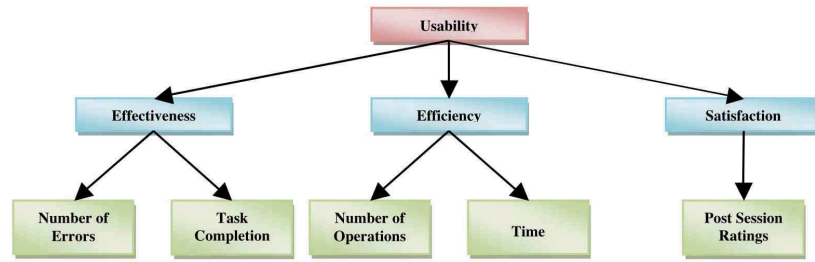 Usability
Effectiveness
Efficiency
Satisfaction
Number of
Errors
Task
Completion
Number of
Operations
Time
Post Session
Ratings